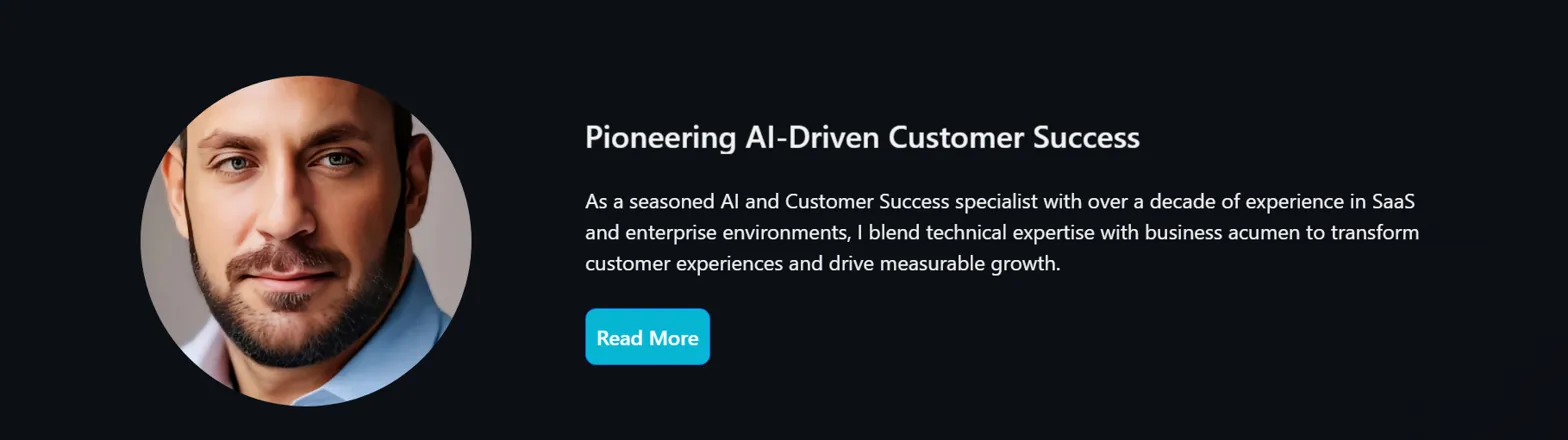 Pioneering AI-Driven Customer Success
As a seasoned AI and Customer Success specialist with over a decade of experience in SaaS
and enterprise environments, I blend technical expertise with business acumen to transform
customer experiences and drive measurable growth.
Read More